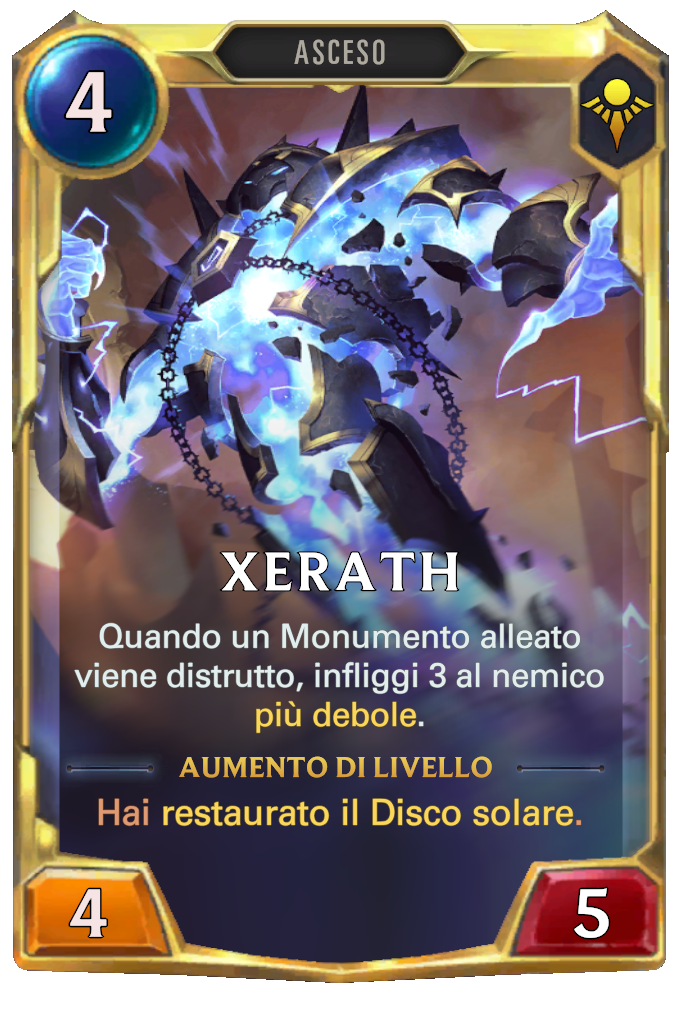 ASCESO
4
XERATH
Quando un Monumento alleato
viene distrutto, infliggi 3 al nemico
più debole.
AUMENTO DI LIVELLO
Hai restaurato il Disco solare.
4
5